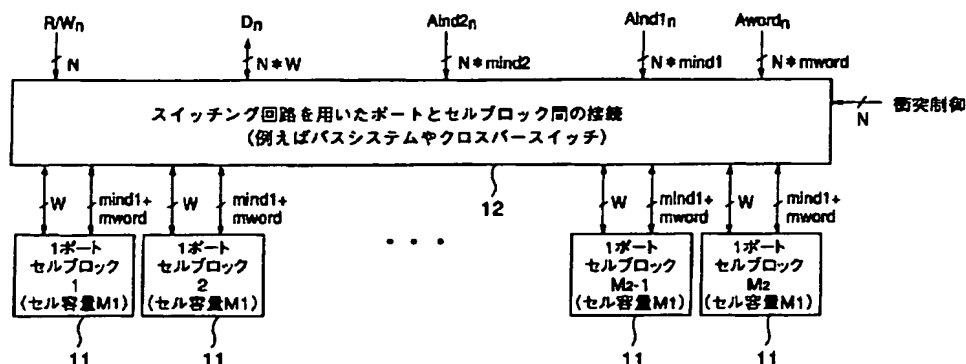 R/Wn Dn AInd2n AInd1n Awordn
N N＊W N＊mind2 N＊mind1 N＊mword
スイッチング回路を用いたポートとセルブロック間の接続
(例えばバスシステムやクロスバースイッチ)
衝突制御
N
12
W mind1+ mword W mind1+ mword W mind1+ mword W mind1+ mword
1ポート
セルブロック
1
(セル容量M1)
1ポート
セルブロック
2
(セル容量M1)
・・・
1ポート
セルブロック
M2-1
(セル容量M1)
1ポート
セルブロック
M2
(セル容量M1)
11 11 11 11